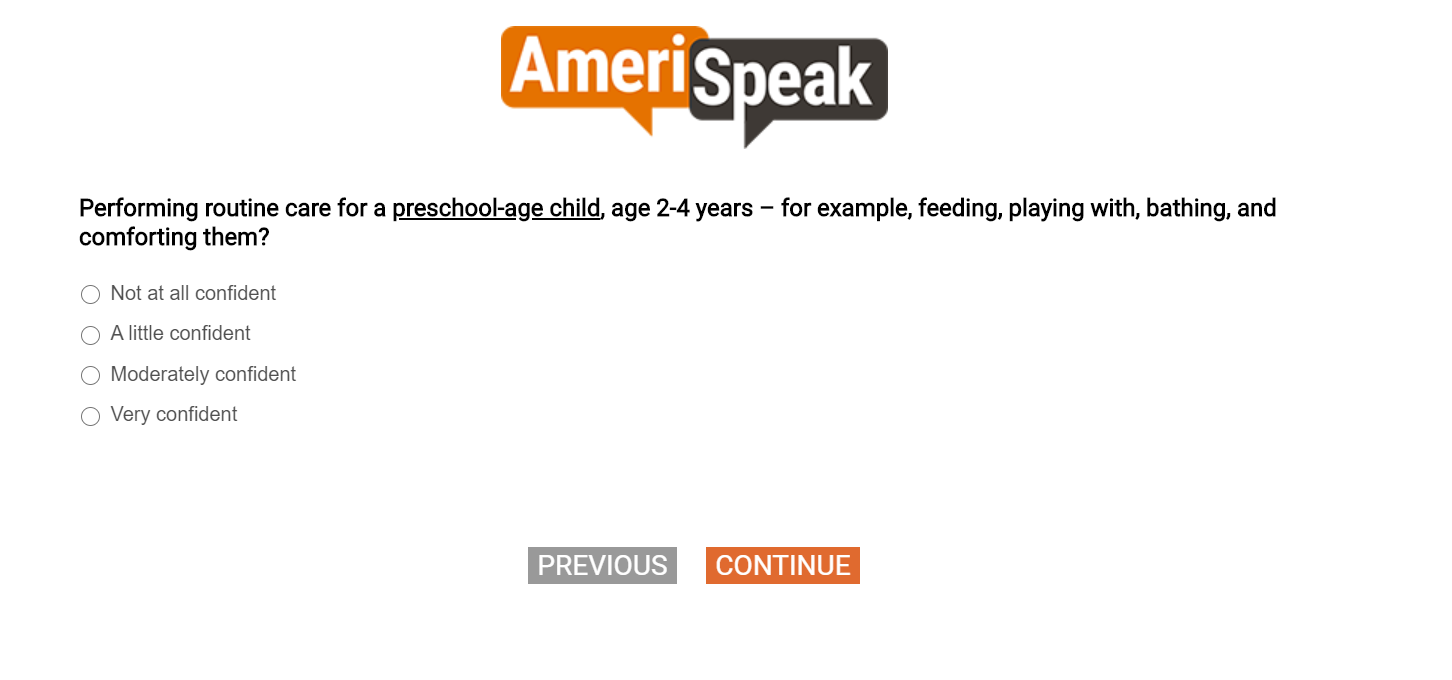 AmeriSpeak
Performing routine care for a preschool-age child, age 2-4 years – for example, feeding, playing with, bathing, and
comforting them?
Not at all confident
A little confident
Moderately confident
Very confident
PREVIOUS CONTINUE